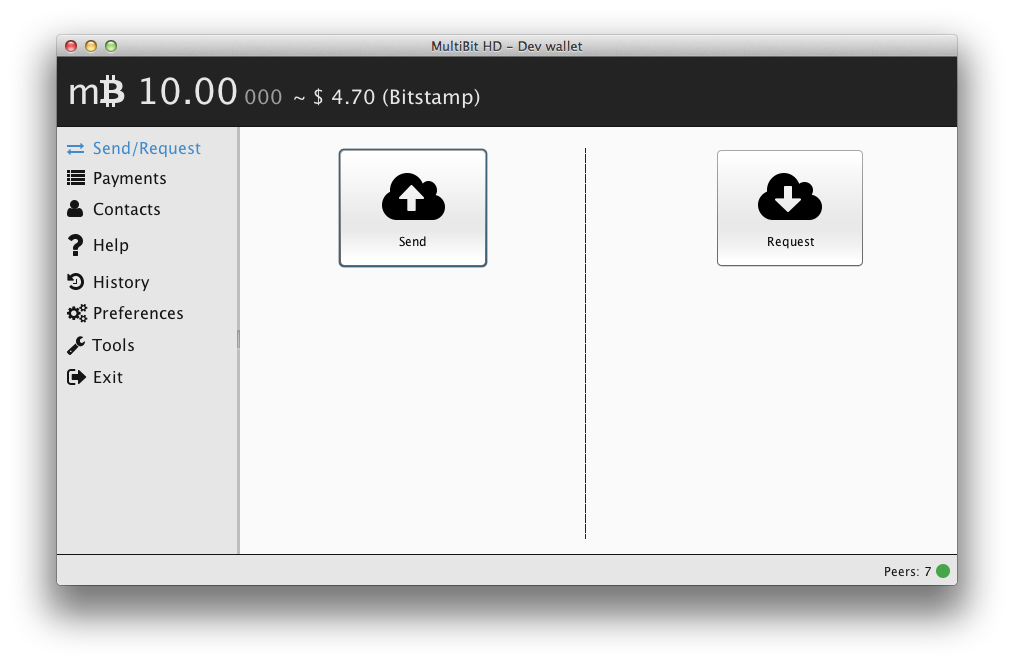 MultiBit HD – Dev wallet
m₿ 10.00 000 ~ $ 4.70 (Bitstamp)
Send/Request
Payments
Contacts
Help
History
Preferences
Tools
Exit
Send
Request
Peers: 7